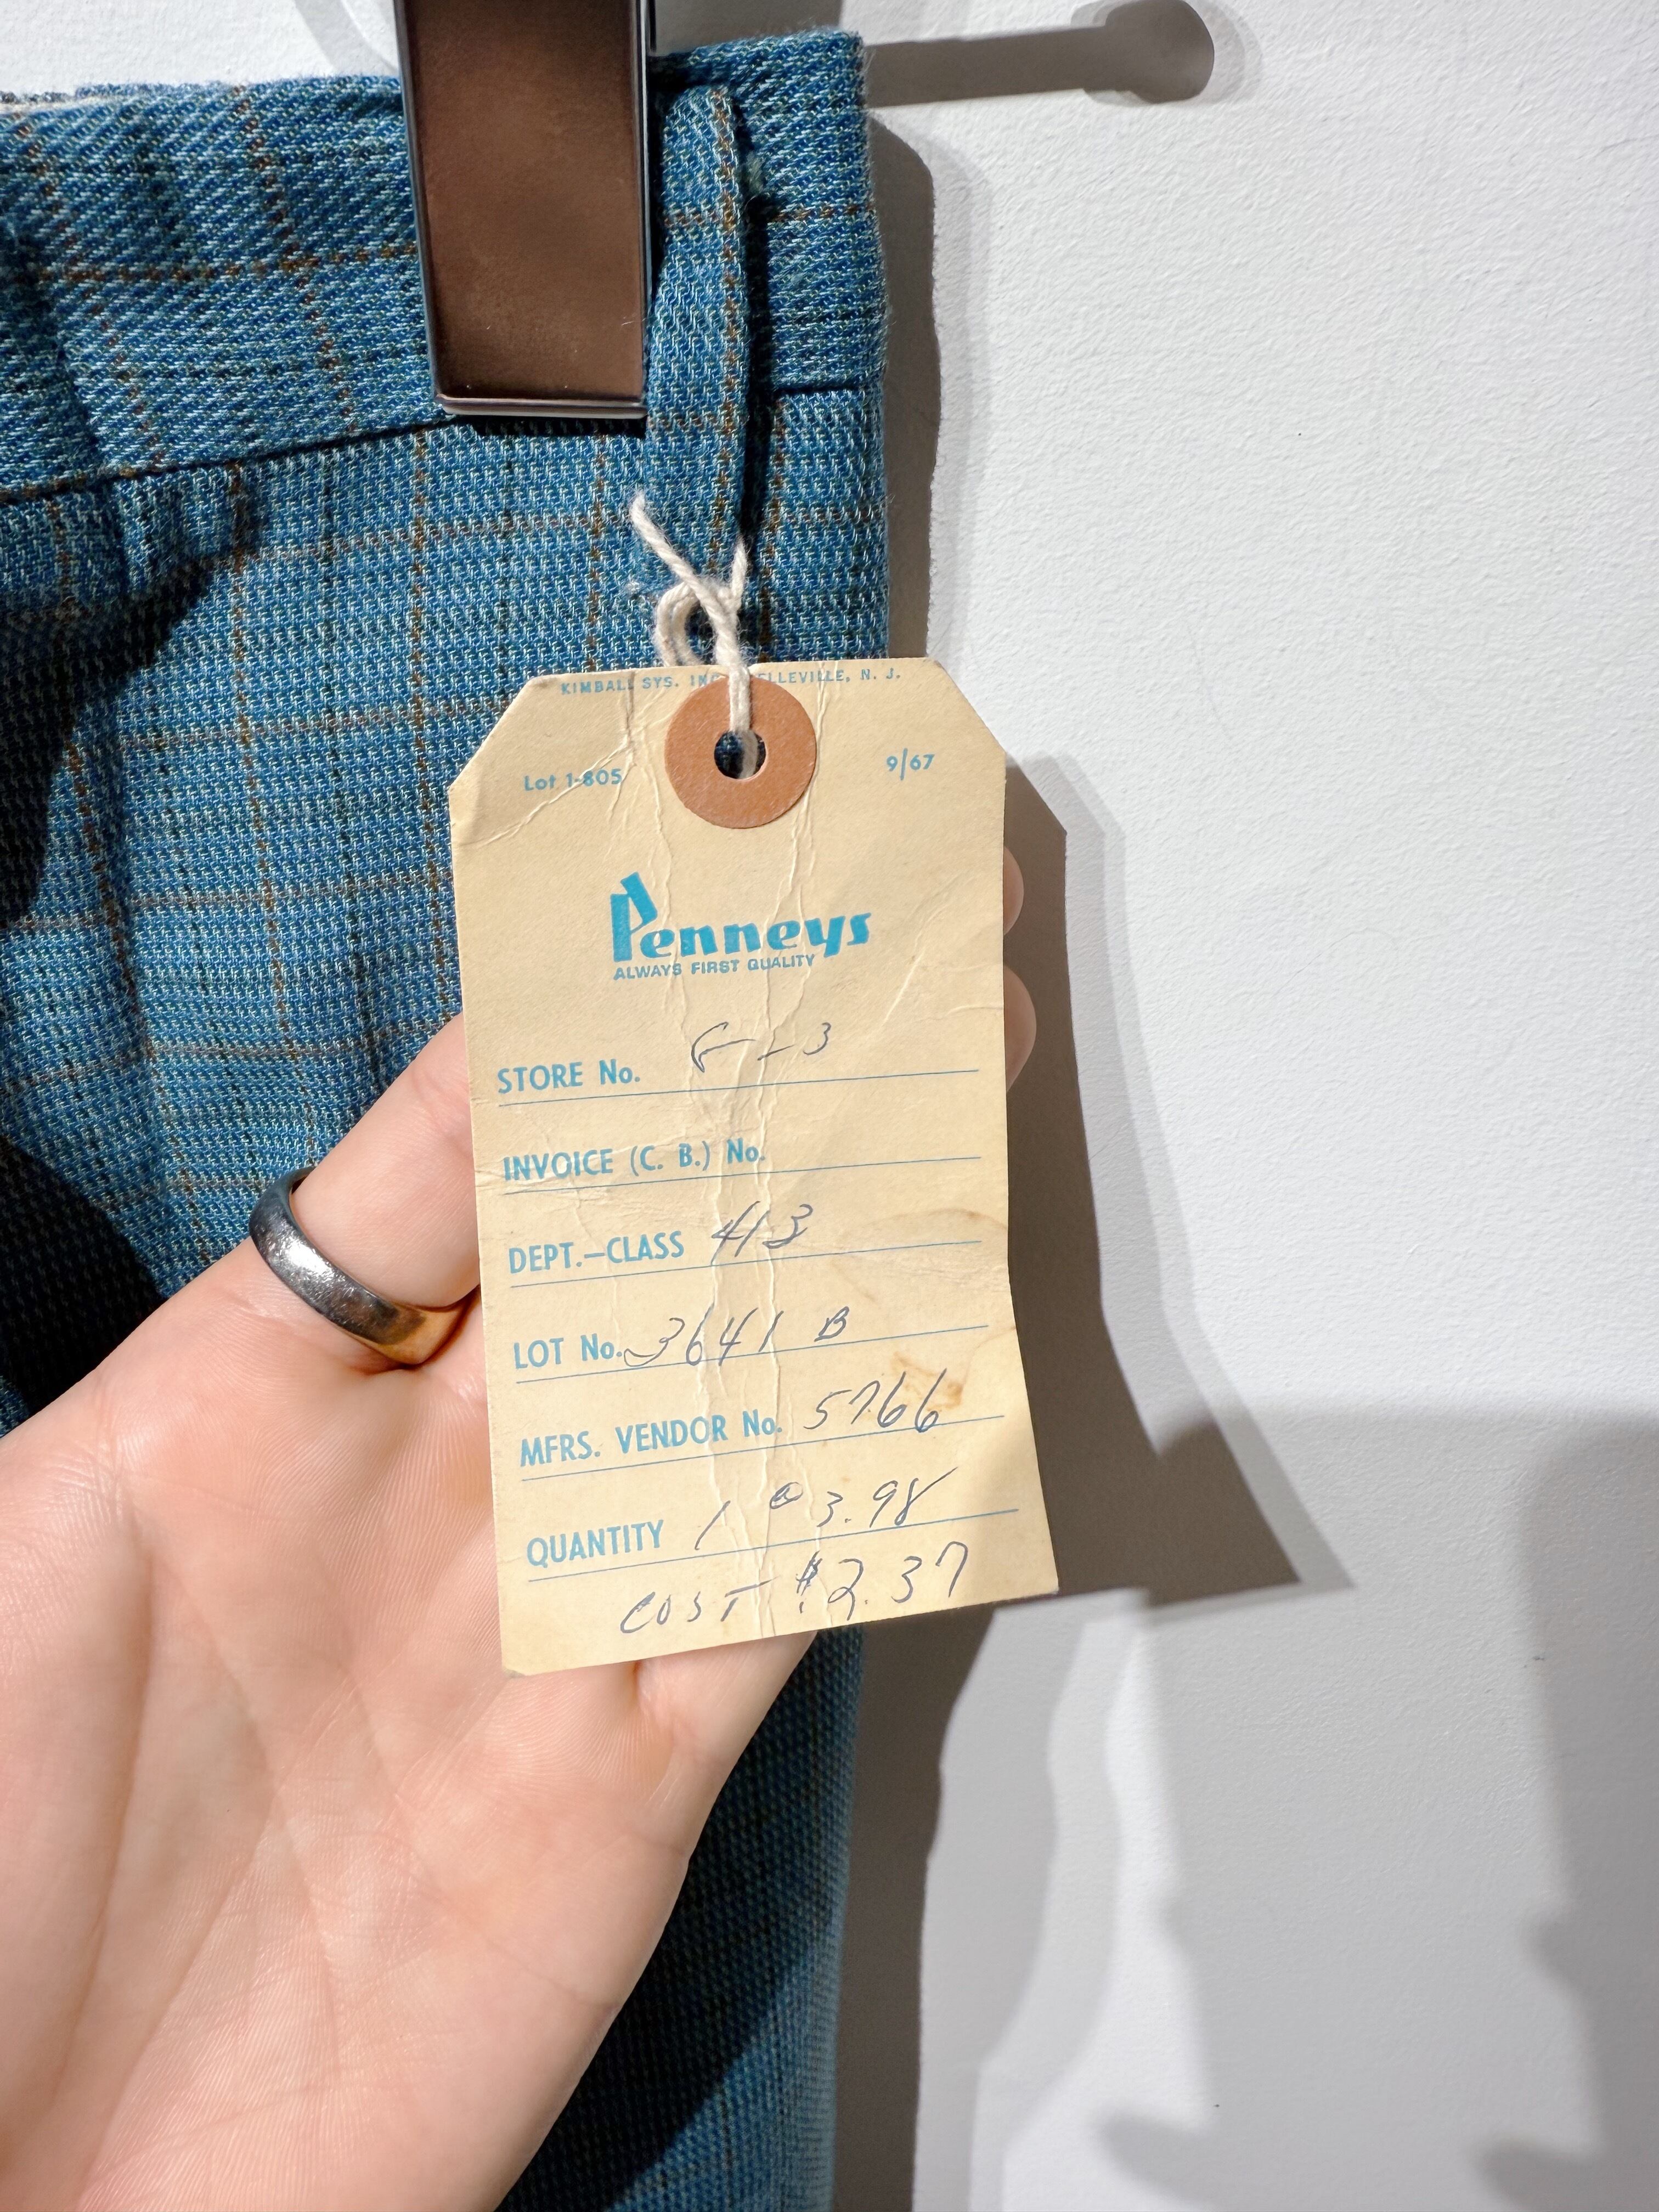 KIMBALL SYS. INC. BELLEVILLE, N. J.
Lot 1-805 9/67
Penneys
ALWAYS FIRST QUALITY
STORE No. - 3
INVOICE (C. B.) No.
DEPT.—CLASS 413
LOT No. 3641 B
MFRS. VENDOR No. 5766
QUANTITY 1 @ 3.98
COST $2.37